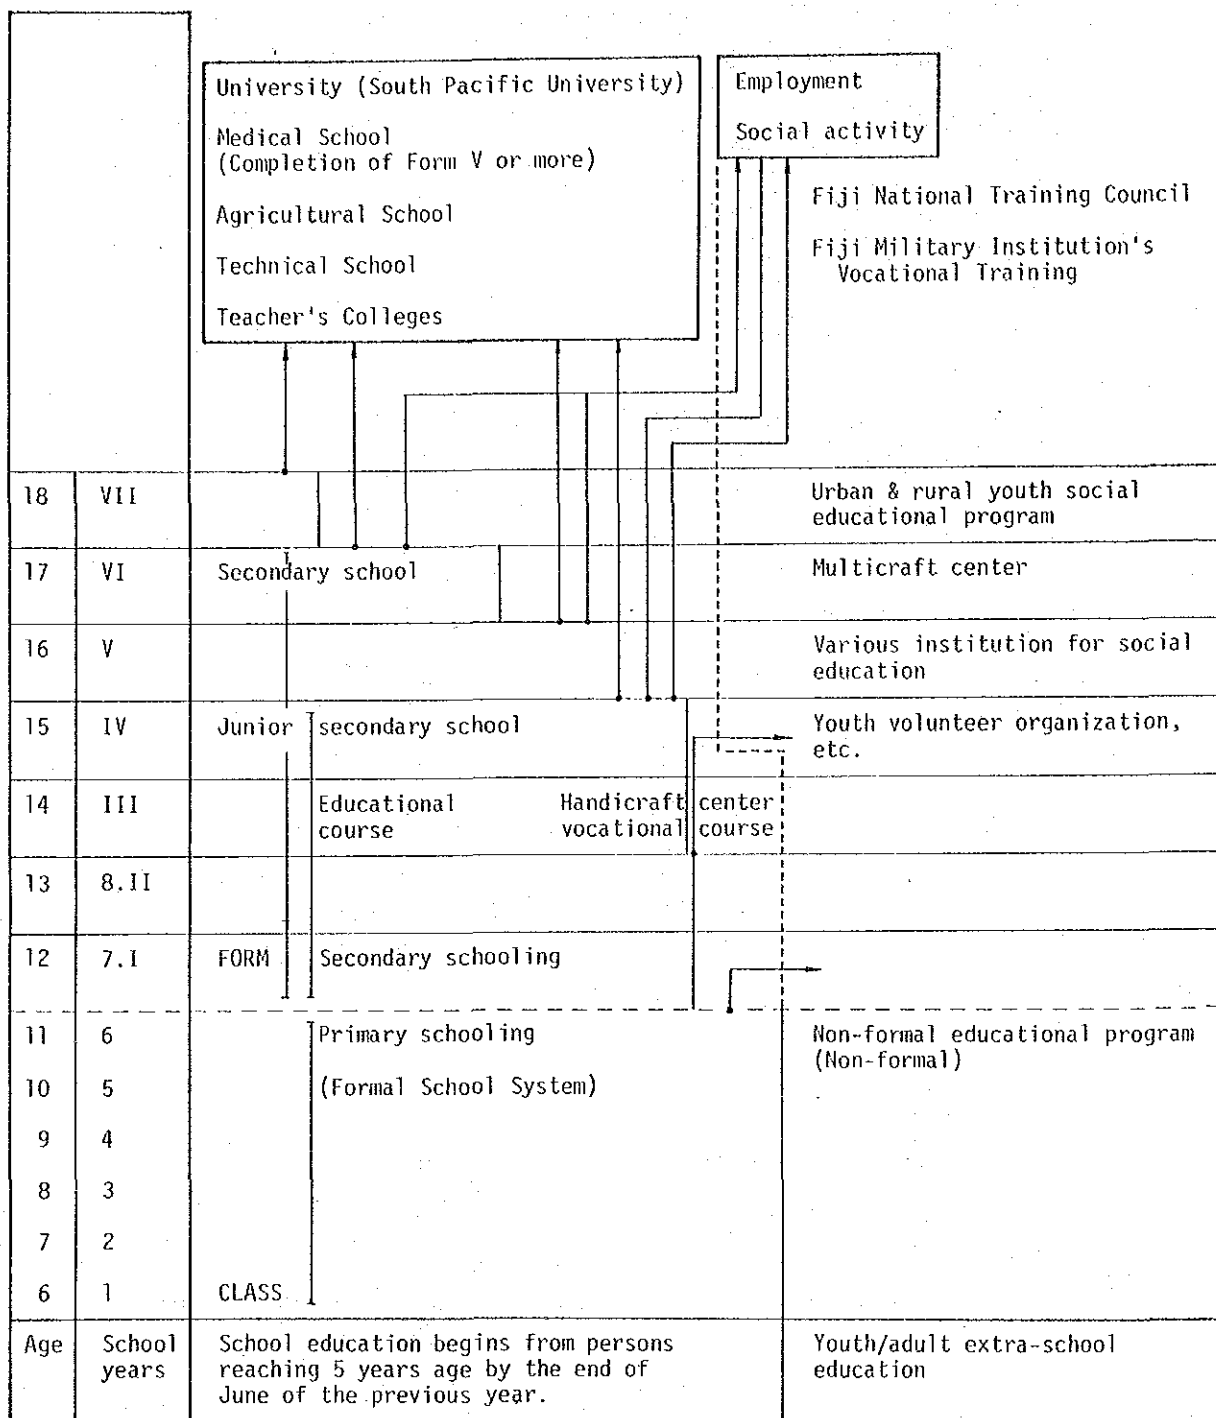 University (South Pacific University)
Medical School
(Completion of Form V or more)
Agricultural School
Technical School
Teacher's Colleges
Employment
Social activity
Fiji National Training Council
Fiji Military Institution's
Vocational Training
18 VII Urban & rural youth social
educational program
17 VI Secondary school Multicraft center
16 V Various institution for social
education
15 IV Junior secondary school Youth volunteer organization,
etc.
14 III Educational Handicraft center
course vocational course
13 8.II
12 7.I FORM Secondary schooling
11 6 Primary schooling Non-formal educational program
(Non-formal)
10 5 (Formal School System)
9 4
8 3
7 2
6 1 CLASS
Age School School education begins from persons Youth/adult extra-school
years reaching 5 years age by the end of education
June of the previous year.